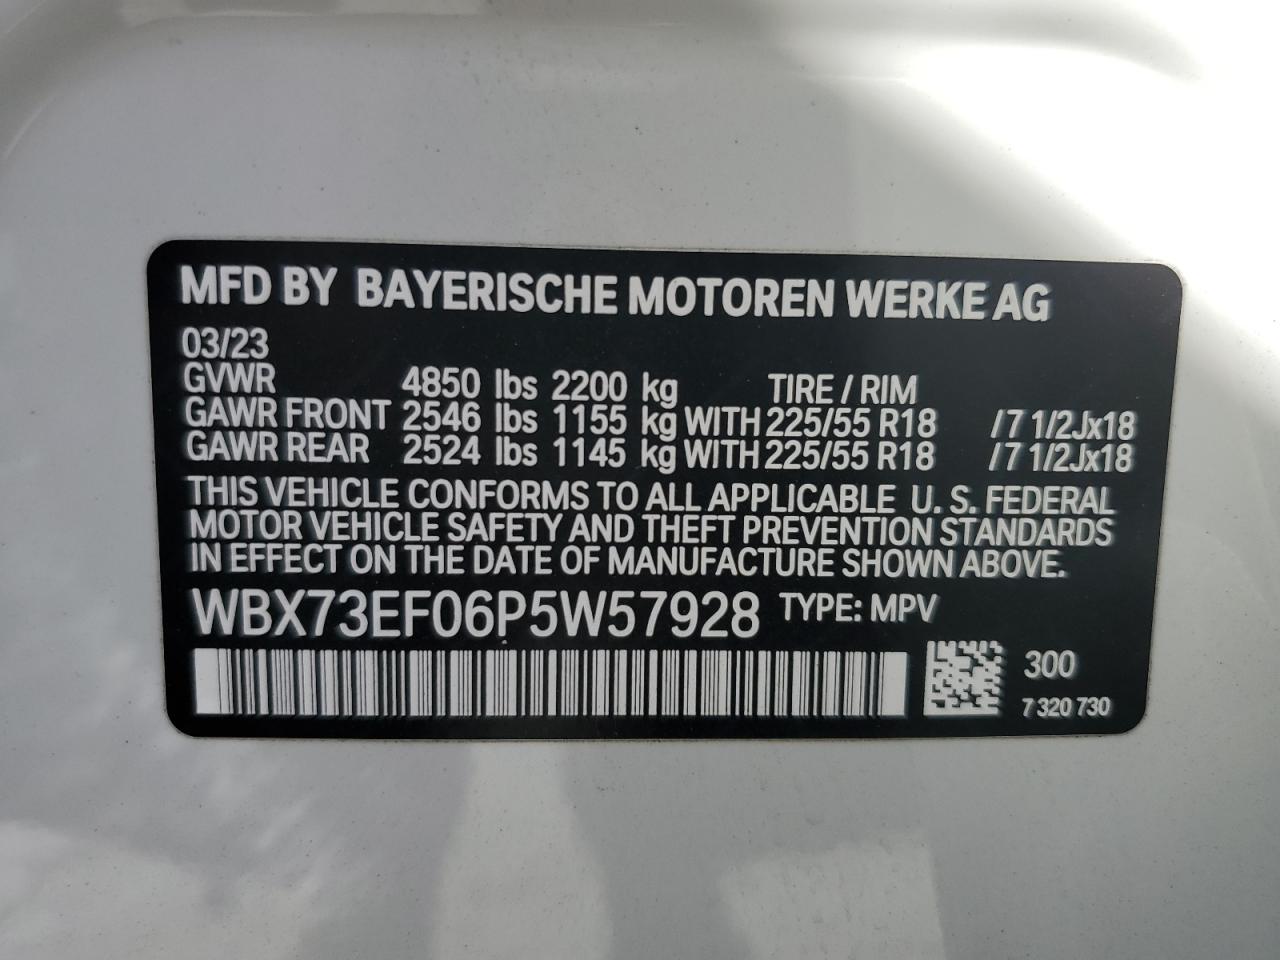 MFD BY BAYERISCHE MOTOREN WERKE AG
03/23
GVWR 4850 lbs 2200 kg TIRE / RIM
GAWR FRONT 2546 lbs 1155 kg WITH 225/55 R18 / 7 1/2Jx18
GAWR REAR 2524 lbs 1145 kg WITH 225/55 R18 / 7 1/2Jx18
THIS VEHICLE CONFORMS TO ALL APPLICABLE U. S. FEDERAL
MOTOR VEHICLE SAFETY AND THEFT PREVENTION STANDARDS
IN EFFECT ON THE DATE OF MANUFACTURE SHOWN ABOVE.
WBX73EF06P5W57928 TYPE: MPV
300
7 320 730